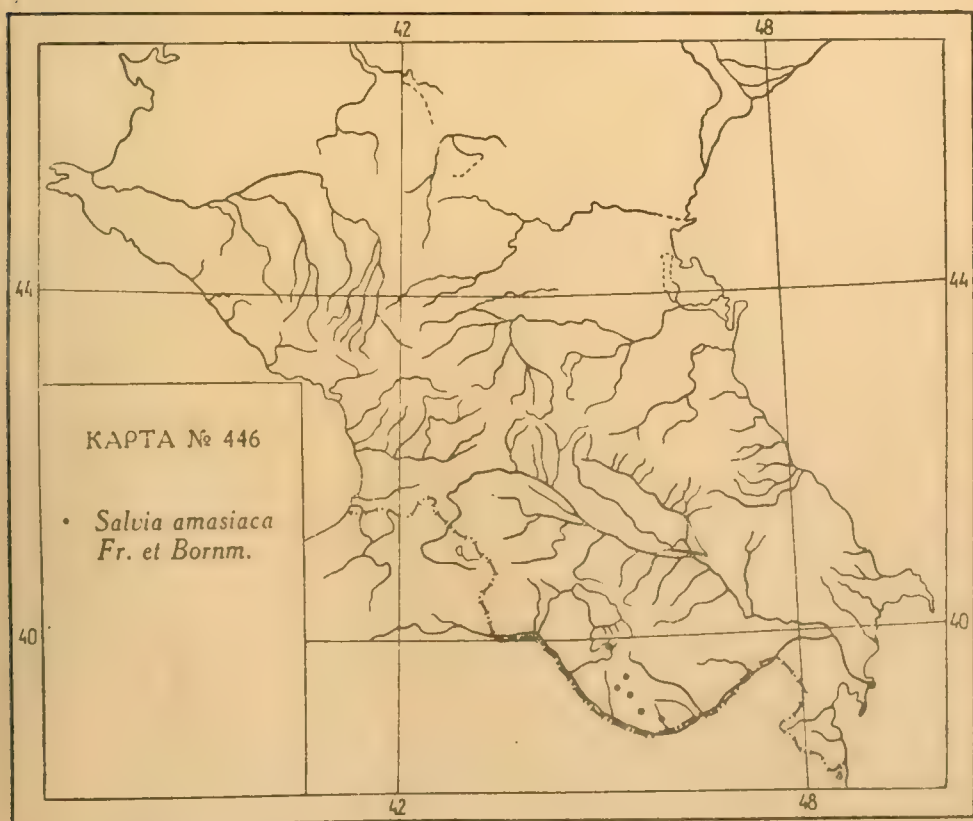 42 48
44 44
КАРТА № 446
• Salvia amasiaca
Fr. et Bornm.
40 40
42 48